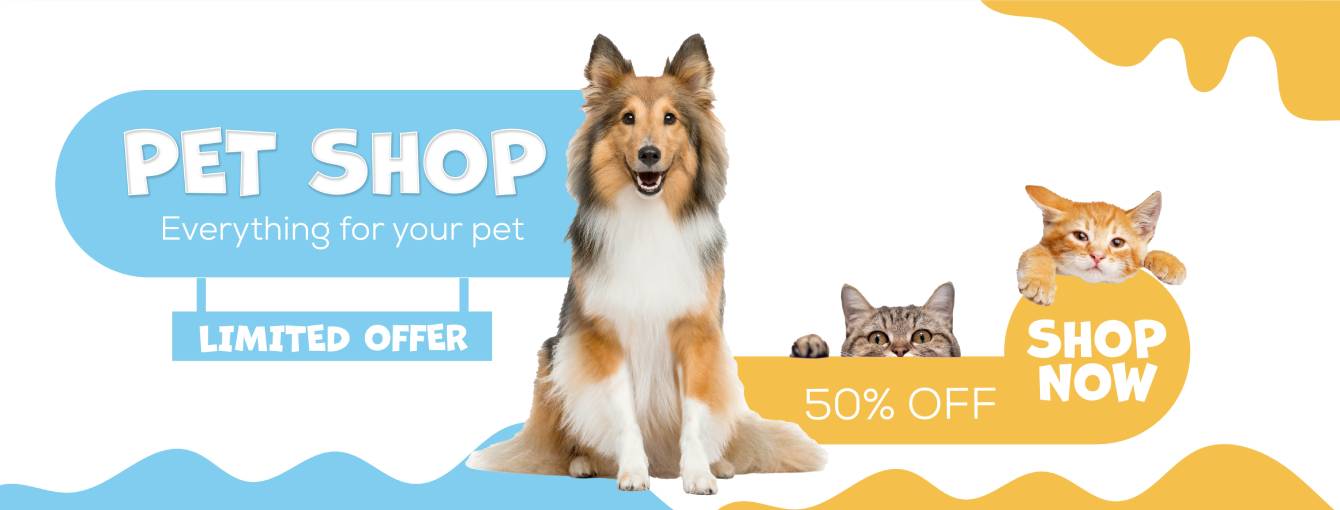 PET SHOP
Everything for your pet
LIMITED OFFER
50% OFF
SHOP
NOW